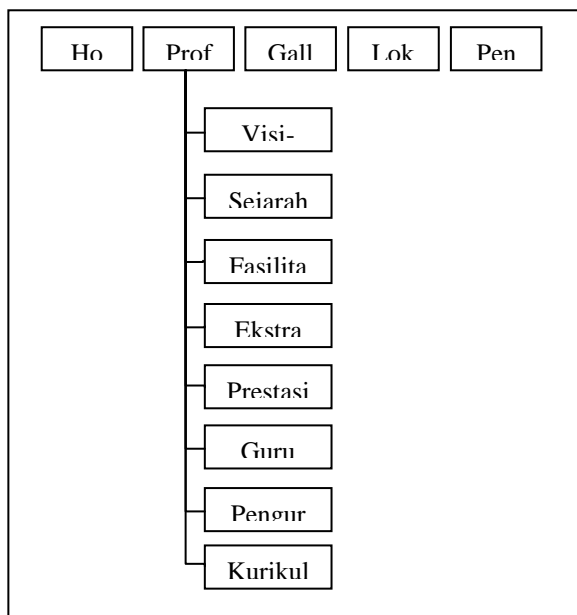 Ho Prof Gall Lok Pen
Visi-
Sejarah
Fasilita
Ekstra
Prestasi
Guru
Pengur
Kurikul